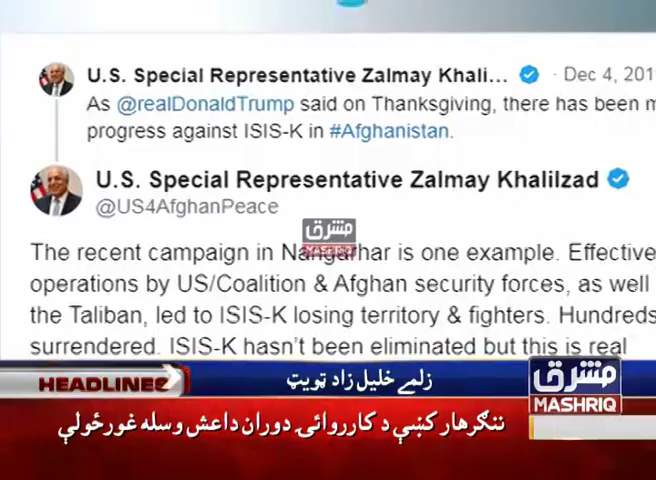 U.S. Special Representative Zalmay Khali... · Dec 4, 201
As @realDonaldTrump said on Thanksgiving, there has been m
progress against ISIS-K in #Afghanistan.
U.S. Special Representative Zalmay Khalilzad
@US4AfghanPeace
مشرق
MASHRIQ
The recent campaign in Nangarhar is one example. Effective
operations by US/Coalition & Afghan security forces, as well
the Taliban, led to ISIS-K losing territory & fighters. Hundreds
surrendered. ISIS-K hasn't been eliminated but this is real
HEADLINES
زلمے خلیل زاد ټویټ
مشرق
MASHRIQ
ننګرهار کښې د کارروائۍ دوران داعش وسله غورځولې